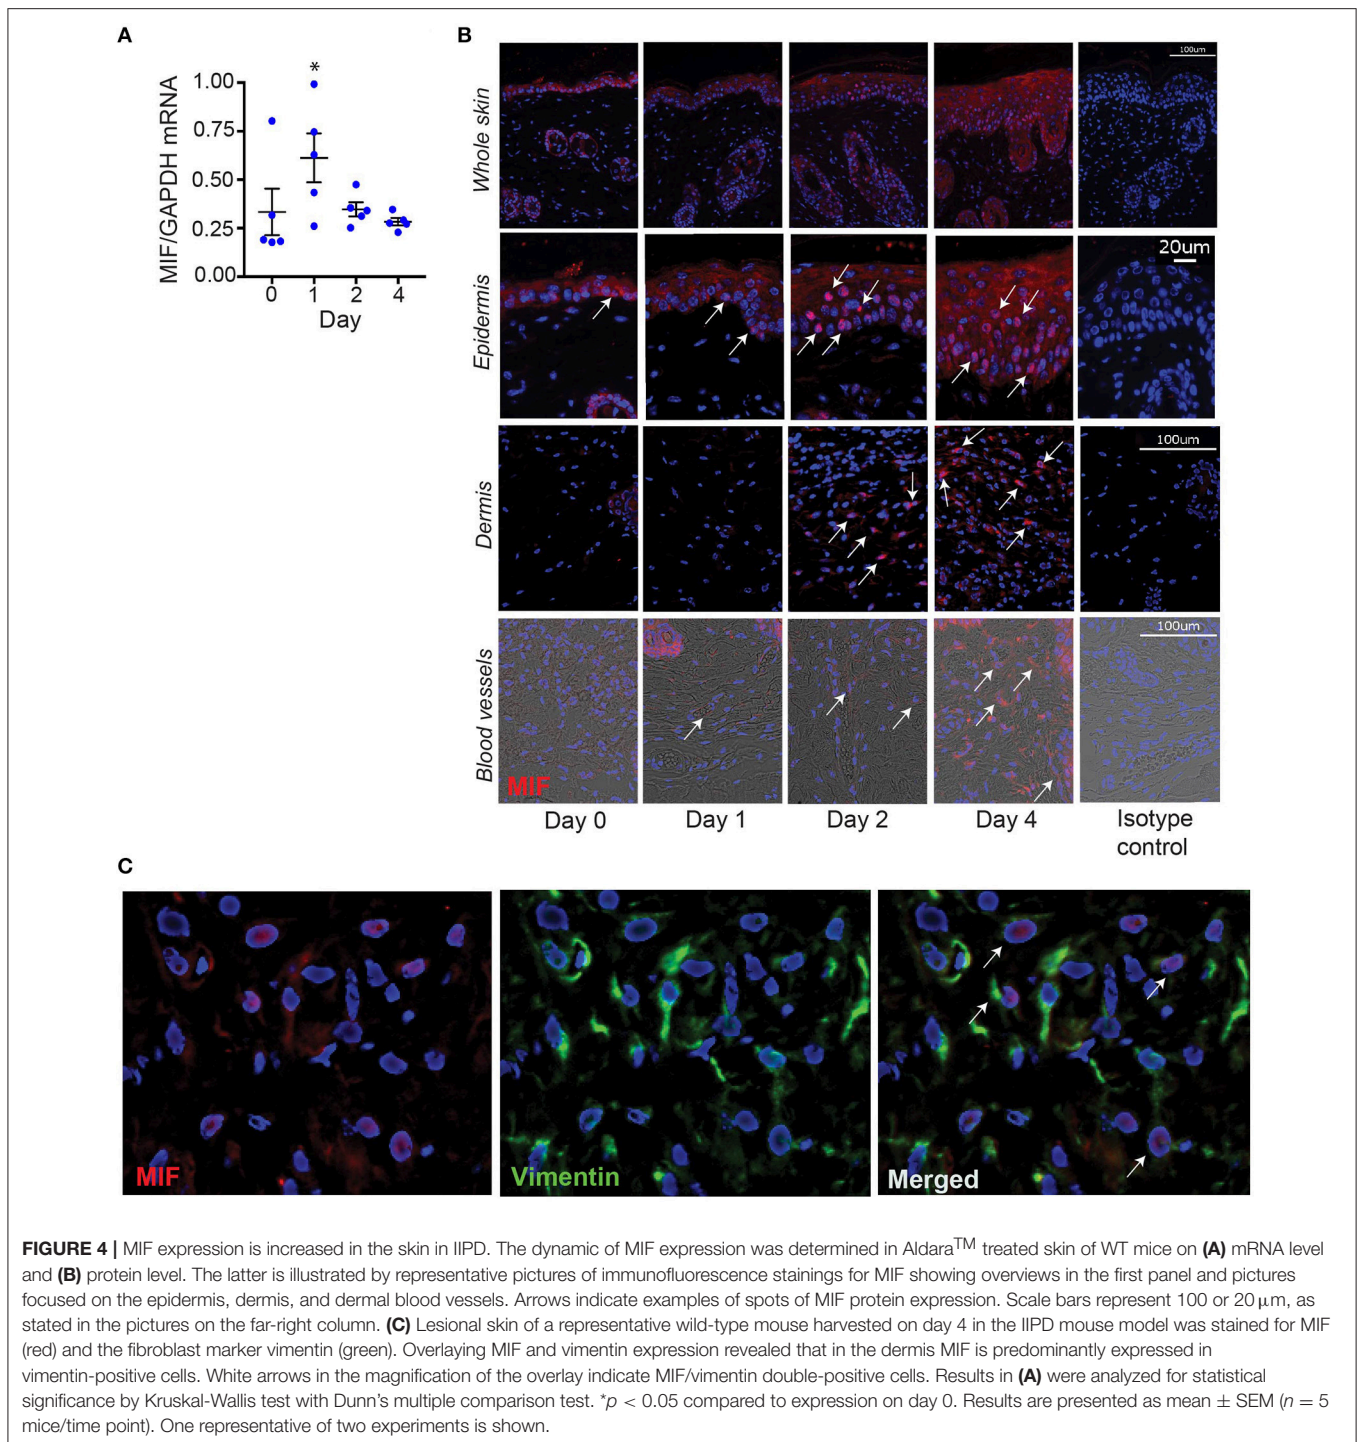 A
B
*
1.00
0.75
0.50
0.25
0.00
MIF/GAPDH mRNA
0 1 2 4
Day
Whole skin
100um
Epidermis
20um
Dermis
100um
Blood vessels
100um
MIF
Day 0
Day 1
Day 2
Day 4
Isotype
control
C
MIF
Vimentin
Merged
FIGURE 4 | MIF expression is increased in the skin in IIPD. The dynamic of MIF expression was determined in Aldara™ treated skin of WT mice on (A) mRNA level
and (B) protein level. The latter is illustrated by representative pictures of immunofluorescence stainings for MIF showing overviews in the first panel and pictures
focused on the epidermis, dermis, and dermal blood vessels. Arrows indicate examples of spots of MIF protein expression. Scale bars represent 100 or 20 μm, as
stated in the pictures on the far-right column. (C) Lesional skin of a representative wild-type mouse harvested on day 4 in the IIPD mouse model was stained for MIF
(red) and the fibroblast marker vimentin (green). Overlaying MIF and vimentin expression revealed that in the dermis MIF is predominantly expressed in
vimentin-positive cells. White arrows in the magnification of the overlay indicate MIF/vimentin double-positive cells. Results in (A) were analyzed for statistical
significance by Kruskal-Wallis test with Dunn's multiple comparison test. *p < 0.05 compared to expression on day 0. Results are presented as mean ± SEM (n = 5
mice/time point). One representative of two experiments is shown.